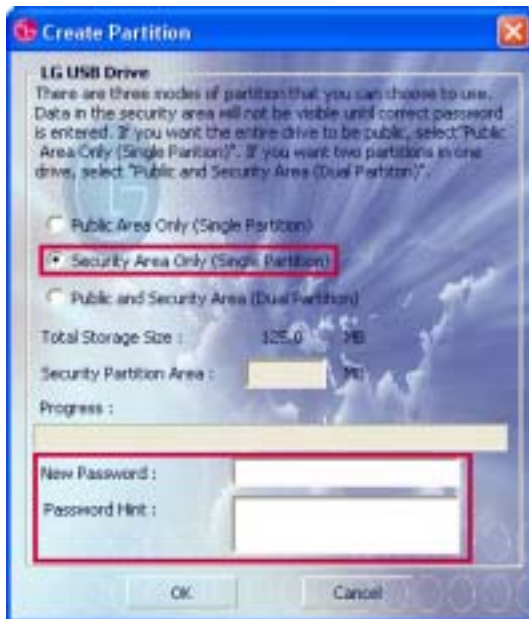 Create Partition
LG USB Drive
There are three modes of partition that you can choose to use.
Data in the security area will not be visible until correct password
is entered. If you want the entire drive to be public, select"Public
Area Only (Single Parition)". If you want two partitions in one
drive, select "Public and Security Area (Dual Partition)".
Public Area Only (Single Partition)
Security Area Only (Single Partition)
Public and Security Area (Dual Partition)
Total Storage Size : 125.0 MB
Security Partition Area : MB
Progress :
New Password :
Password Hint :
OK Cancel